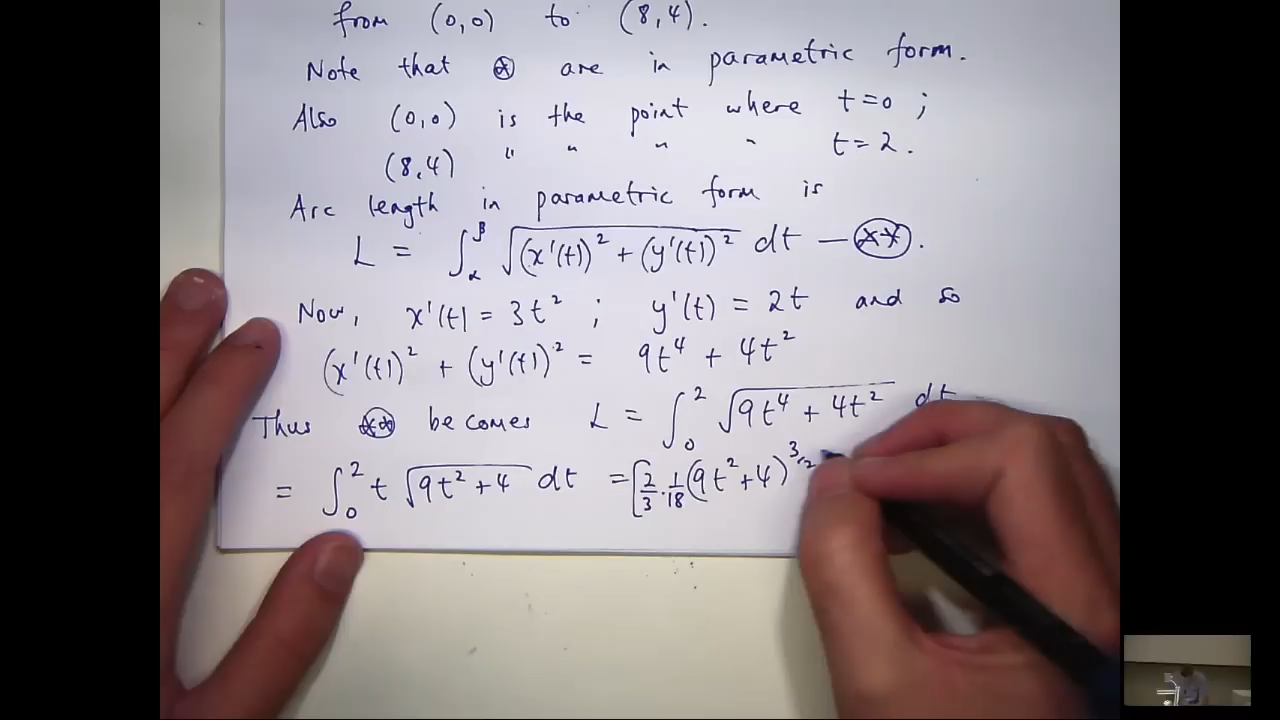 from (0,0) to (8,4).
Note that ⊛ are in parametric form.
Also (0,0) is the point where t=0 ;
(8,4) " " " " t=2.
Arc length in parametric form is
L = ∫_α^β √((x'(t))² + (y'(t))²) dt — (**).
Now, x'(t) = 3t² ; y'(t) = 2t and so
(x'(t))² + (y'(t))² = 9t⁴ + 4t²
Thus (**) becomes L = ∫_0^2 √(9t⁴ + 4t²) dt
= ∫_0^2 t √(9t² + 4) dt = [2/3 · 1/18 (9t² + 4)^(3/2)